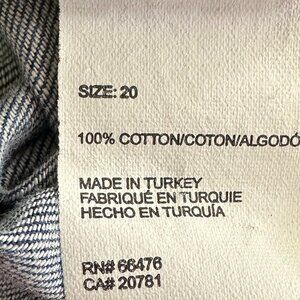 SIZE: 20
100% COTTON/COTON/ALGODÓ
MADE IN TURKEY
FABRIQUÉ EN TURQUIE
HECHO EN TURQUÍA
RN# 66476
CA# 20781